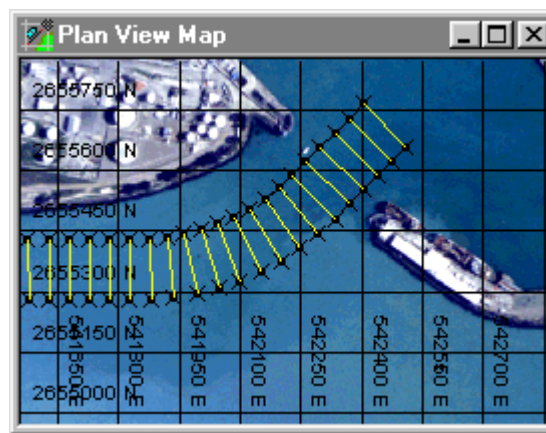 Plan View Map
2655750 N
2655600 N
2655450 N
2655300 N
2655150 N
2655000 N
541650 E
541800 E
541950 E
542100 E
542250 E
542400 E
542550 E
542700 E